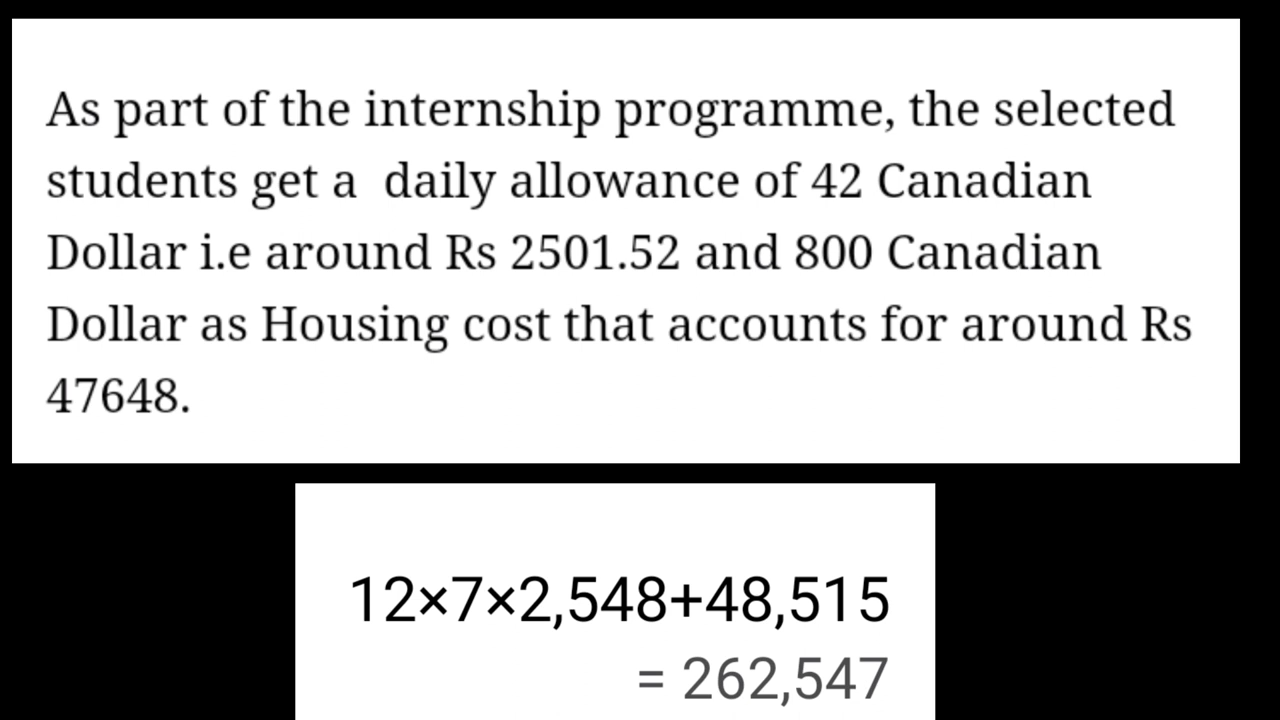 As part of the internship programme, the selected
students get a daily allowance of 42 Canadian
Dollar i.e around Rs 2501.52 and 800 Canadian
Dollar as Housing cost that accounts for around Rs
47648.
12×7×2,548+48,515
= 262,547